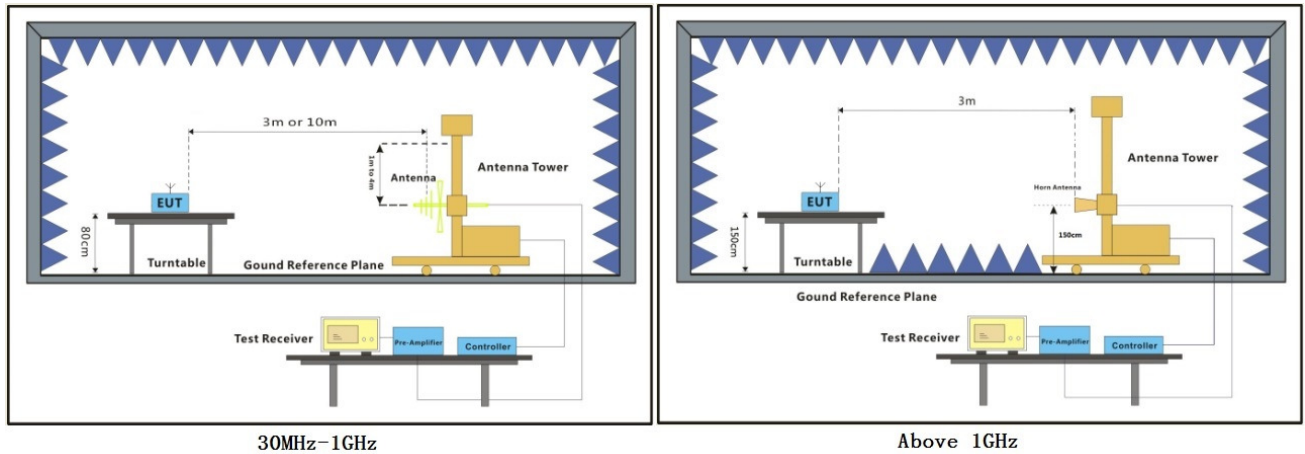 3m or 10m
1m to 4m
Antenna
Antenna Tower
EUT
80cm
Turntable
Gound Reference Plane
Test Receiver
Pre-Amplifier
Controller
30MHz-1GHz
3m
Antenna Tower
Horn Antenna
EUT
150cm
150cm
Turntable
Gound Reference Plane
Test Receiver
Pre-Amplifier
Controller
Above 1GHz